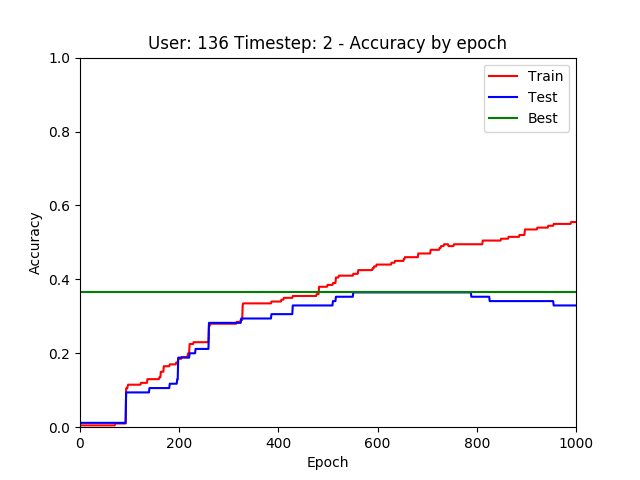 User: 136 Timestep: 2 - Accuracy by epoch
1.0
0.8
0.6
0.4
0.2
0.0
Accuracy
Train
Test
Best
0 200 400 600 800 1000
Epoch